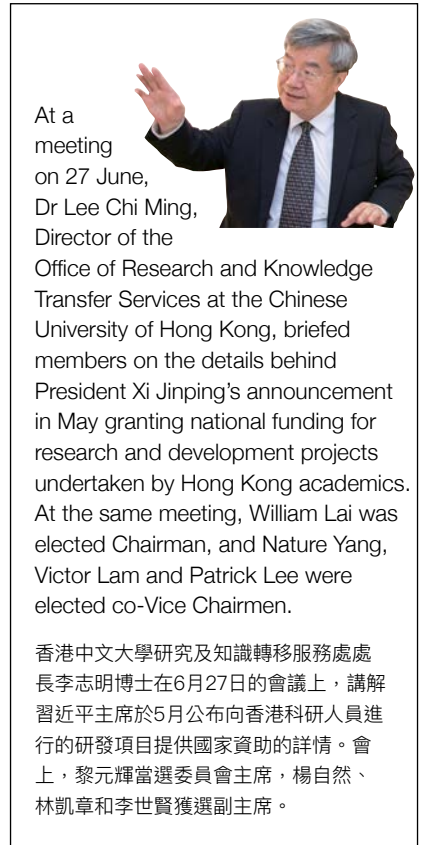 At a
meeting
on 27 June,
Dr Lee Chi Ming,
Director of the
Office of Research and Knowledge
Transfer Services at the Chinese
University of Hong Kong, briefed
members on the details behind
President Xi Jinping’s announcement
in May granting national funding for
research and development projects
undertaken by Hong Kong academics.
At the same meeting, William Lai was
elected Chairman, and Nature Yang,
Victor Lam and Patrick Lee were
elected co-Vice Chairmen.
香港中文大學研究及知識轉移服務處處
長李志明博士在6月27日的會議上，講解
習近平主席於5月公布向香港科研人員進
行的研發項目提供國家資助的詳情。會
上，黎元輝當選委員會主席，楊自然、
林凱章和李世賢獲選副主席。